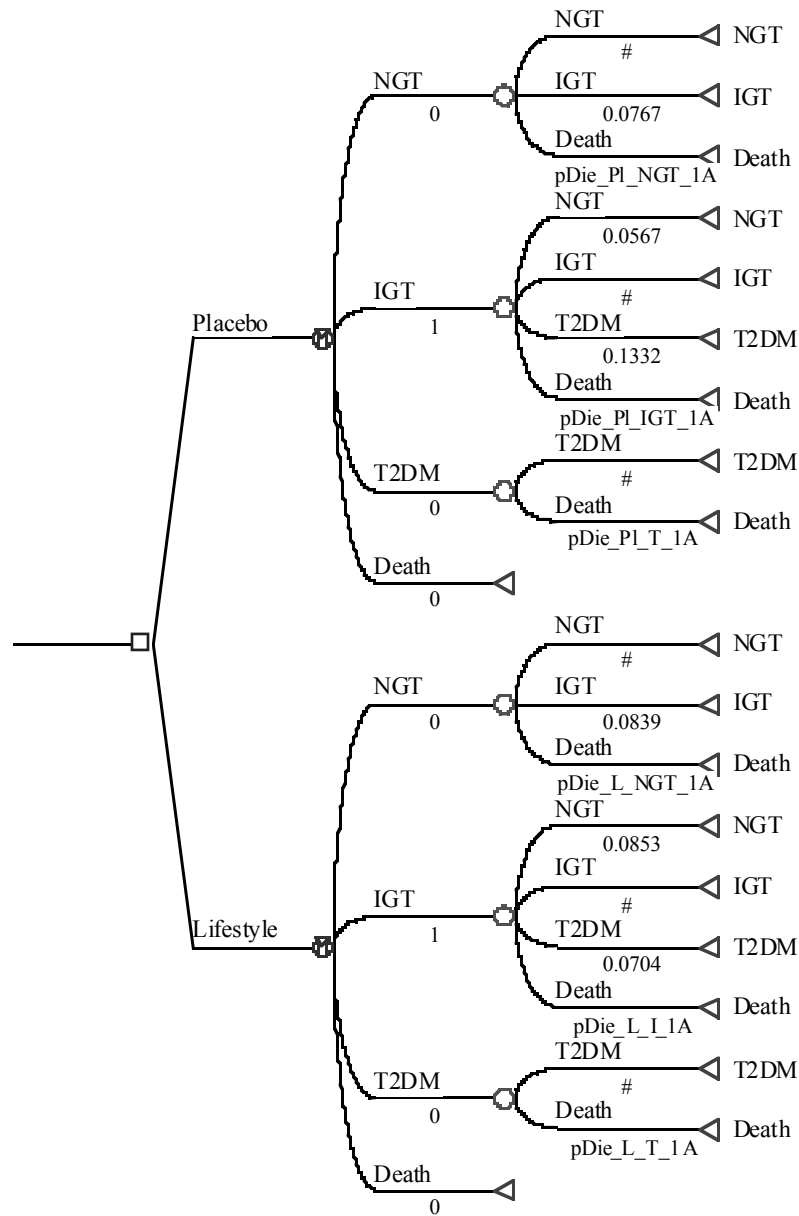 NGT
NGT
#
NGT
IGT
0.0767
IGT
0
Death
pDie_Pl_NGT_1A
Death
NGT
0.0567
NGT
IGT
1
IGT
#
IGT
T2DM
0.1332
T2DM
Death
pDie_Pl_IGT_1A
Death
Placebo
M
T2DM
0
T2DM
#
T2DM
Death
pDie_Pl_T_1A
Death
Death
0
NGT
0
NGT
#
NGT
IGT
0.0839
IGT
Death
pDie_L_NGT_1A
Death
NGT
0.0853
NGT
IGT
1
IGT
#
IGT
T2DM
0.0704
T2DM
Death
pDie_L_I_1A
Death
Lifestyle
M
T2DM
0
T2DM
#
T2DM
Death
pDie_L_T_1A
Death
Death
0